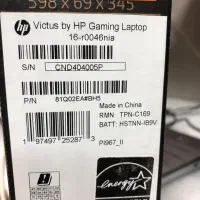 598 x 69 x 345
hp
Victus by HP Gaming Laptop
16-r0046nia
S/N
CND404005P
P/N
81Q02EA#BH5
Made in China
RMN: TPN-C169
BATT: HSTNN-IB9V
1 97497 25287 3
PI967_II
energy